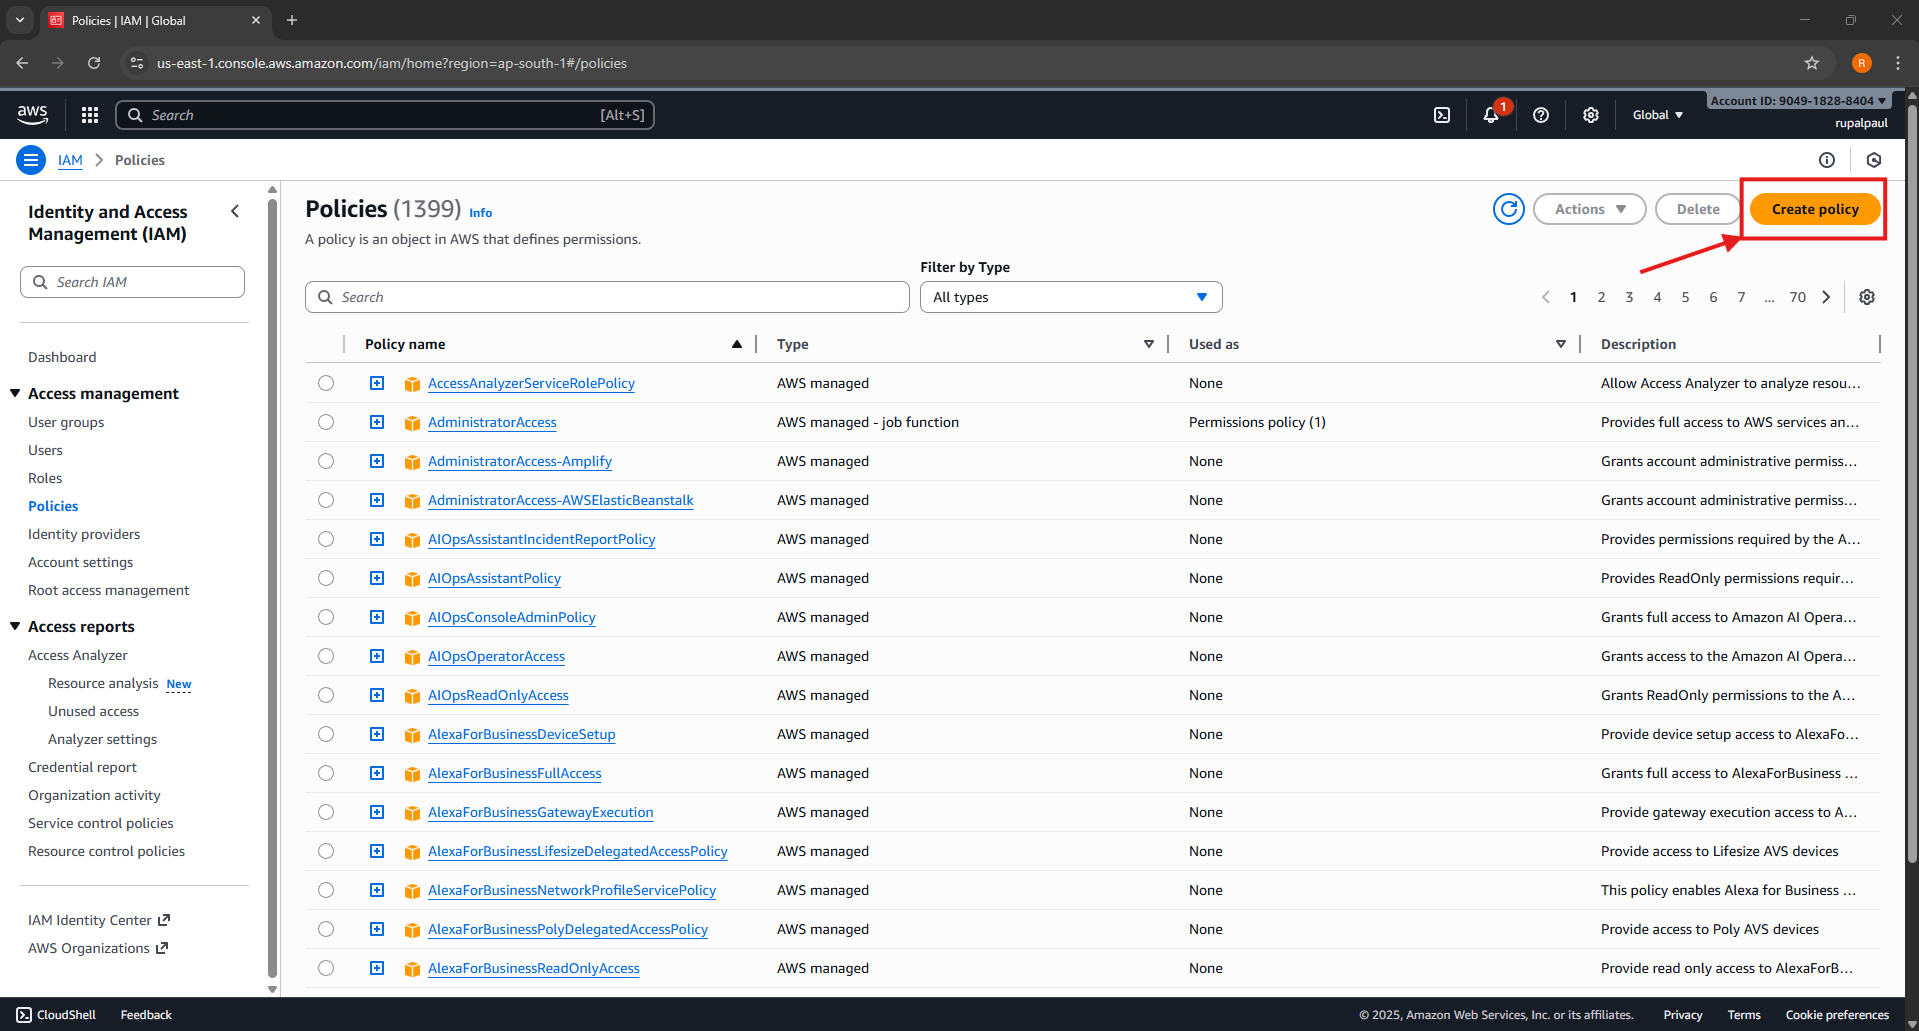 Policies | IAM | Global
us-east-1.console.aws.amazon.com/iam/home?region=ap-south-1#/policies
R
aws
Search
[Alt+S]
1
Global
Account ID: 9049-1828-8404
rupalpaul
IAM
Policies
Identity and Access
Management (IAM)
Search IAM
Dashboard
Access management
User groups
Users
Roles
Policies
Identity providers
Account settings
Root access management
Access reports
Access Analyzer
Resource analysis New
Unused access
Analyzer settings
Credential report
Organization activity
Service control policies
Resource control policies
IAM Identity Center
AWS Organizations
Policies (1399) Info
A policy is an object in AWS that defines permissions.
Actions
Delete
Create policy
Filter by Type
Search
All types
1 2 3 4 5 6 7 ... 70
Policy name Type Used as Description
AccessAnalyzerServiceRolePolicy AWS managed None Allow Access Analyzer to analyze resou...
AdministratorAccess AWS managed - job function Permissions policy (1) Provides full access to AWS services an...
AdministratorAccess-Amplify AWS managed None Grants account administrative permiss...
AdministratorAccess-AWSElasticBeanstalk AWS managed None Grants account administrative permiss...
AIOpsAssistantIncidentReportPolicy AWS managed None Provides permissions required by the A...
AIOpsAssistantPolicy AWS managed None Provides ReadOnly permissions requir...
AIOpsConsoleAdminPolicy AWS managed None Grants full access to Amazon AI Opera...
AIOpsOperatorAccess AWS managed None Grants access to the Amazon AI Opera...
AIOpsReadOnlyAccess AWS managed None Grants ReadOnly permissions to the A...
AlexaForBusinessDeviceSetup AWS managed None Provide device setup access to AlexaFo...
AlexaForBusinessFullAccess AWS managed None Grants full access to AlexaForBusiness ...
AlexaForBusinessGatewayExecution AWS managed None Provide gateway execution access to A...
AlexaForBusinessLifesizeDelegatedAccessPolicy AWS managed None Provide access to Lifesize AVS devices
AlexaForBusinessNetworkProfileServicePolicy AWS managed None This policy enables Alexa for Business ...
AlexaForBusinessPolyDelegatedAccessPolicy AWS managed None Provide access to Poly AVS devices
AlexaForBusinessReadOnlyAccess AWS managed None Provide read only access to AlexaForB...
CloudShell Feedback © 2025, Amazon Web Services, Inc. or its affiliates. Privacy Terms Cookie preferences